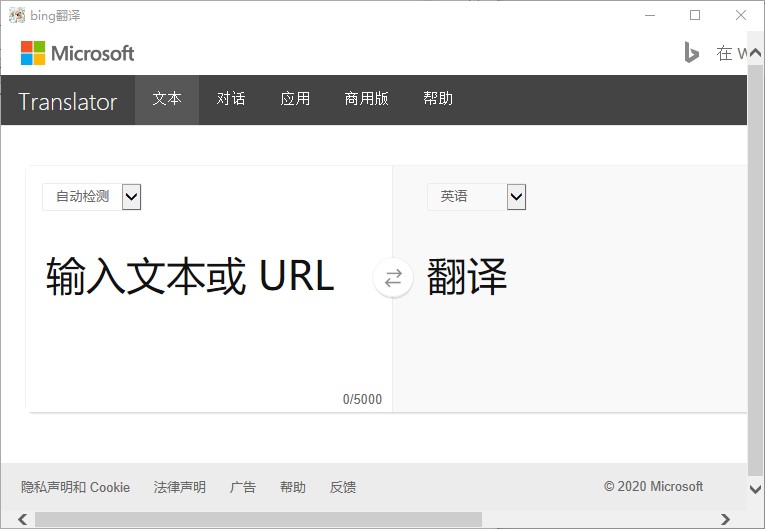 bing翻译
Microsoft
在 W
Translator 文本 对话 应用 商用版 帮助
自动检测 英语
输入文本或 URL 翻译
0/5000
隐私声明和 Cookie 法律声明 广告 帮助 反馈 © 2020 Microsoft